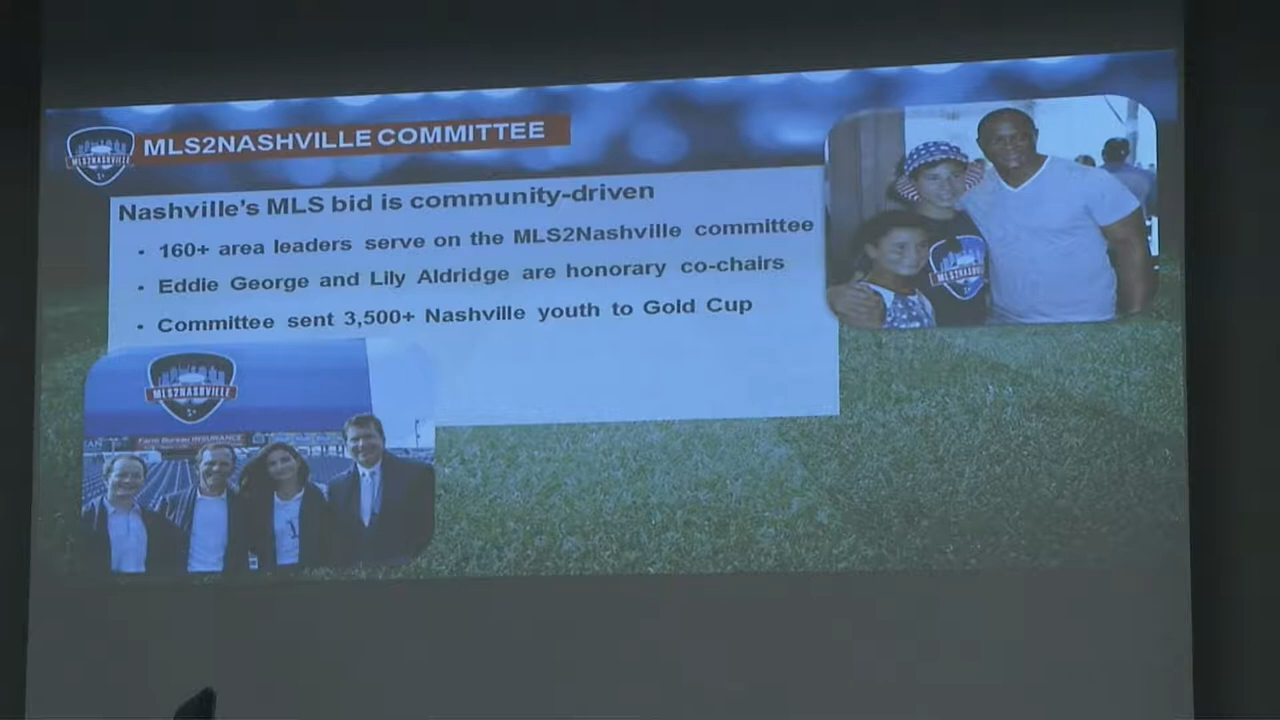 MLS2NASHVILLE
MLS2NASHVILLE COMMITTEE
Nashville's MLS bid is community-driven
• 160+ area leaders serve on the MLS2Nashville committee
• Eddie George and Lily Aldridge are honorary co-chairs
• Committee sent 3,500+ Nashville youth to Gold Cup
MLS2NASHVILLE
MLS2NASHVILLE
Farm Bureau INSURANCE